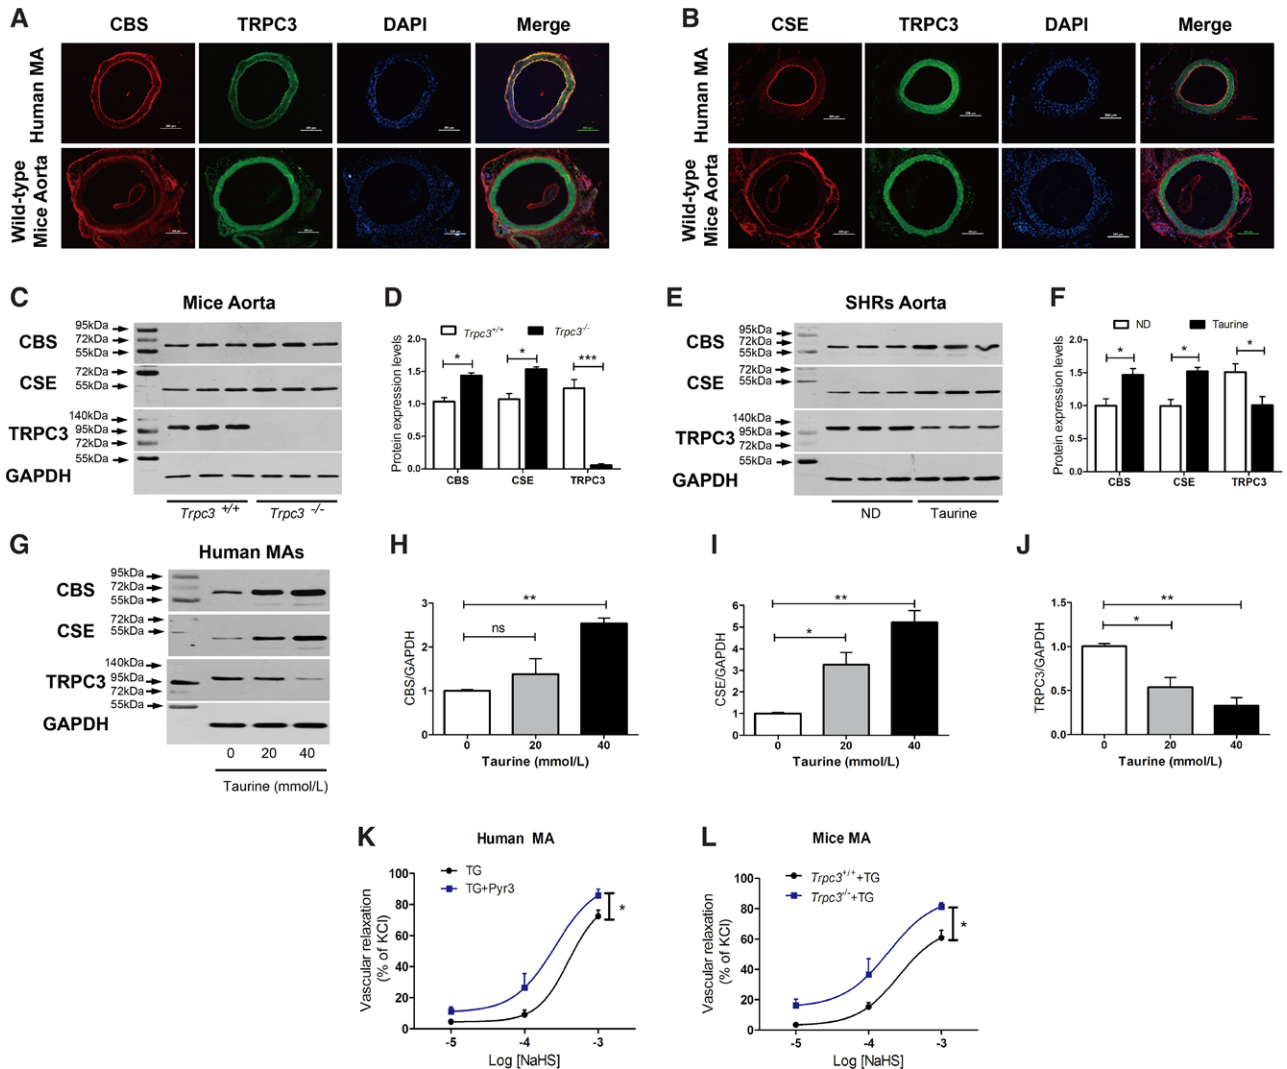 A
CBS TRPC3 DAPI Merge
Human MA
Wild-type
Mice Aorta
B
CSE TRPC3 DAPI Merge
Human MA
Wild-type
Mice Aorta
C
Mice Aorta
CBS
95kDa
72kDa
55kDa
CSE
72kDa
55kDa
TRPC3
140kDa
95kDa
72kDa
GAPDH
55kDa
Trpc3 +/+ Trpc3 -/-
D
Trpc3+/+ Trpc3-/-
Protein expression levels
2.0
1.5
1.0
0.5
0.0
* * ***
CBS CSE TRPC3
E
SHRs Aorta
CBS
95kDa
72kDa
55kDa
CSE
72kDa
55kDa
TRPC3
140kDa
95kDa
72kDa
GAPDH
55kDa
ND Taurine
F
ND Taurine
Protein expression levels
2.0
1.5
1.0
0.5
0.0
* * *
CBS CSE TRPC3
G
Human MAs
CBS
95kDa
72kDa
55kDa
CSE
72kDa
55kDa
TRPC3
140kDa
95kDa
72kDa
GAPDH
55kDa
0 20 40
Taurine (mmol/L)
H
CBS/GAPDH
3
2
1
0
**
ns
0 20 40
Taurine (mmol/L)
I
CSE/GAPDH
6
5
4
3
2
1
0
**
*
0 20 40
Taurine (mmol/L)
J
TRPC3/GAPDH
1.5
1.0
0.5
0.0
**
*
0 20 40
Taurine (mmol/L)
K
Human MA
TG
TG+Pyr3
Vascular relaxation
(% of KCl)
100
80
60
40
20
0
*
-5 -4 -3
Log [NaHS]
L
Mice MA
Trpc3+/++TG
Trpc3-/-+TG
Vascular relaxation
(% of KCl)
100
80
60
40
20
0
*
-5 -4 -3
Log [NaHS]